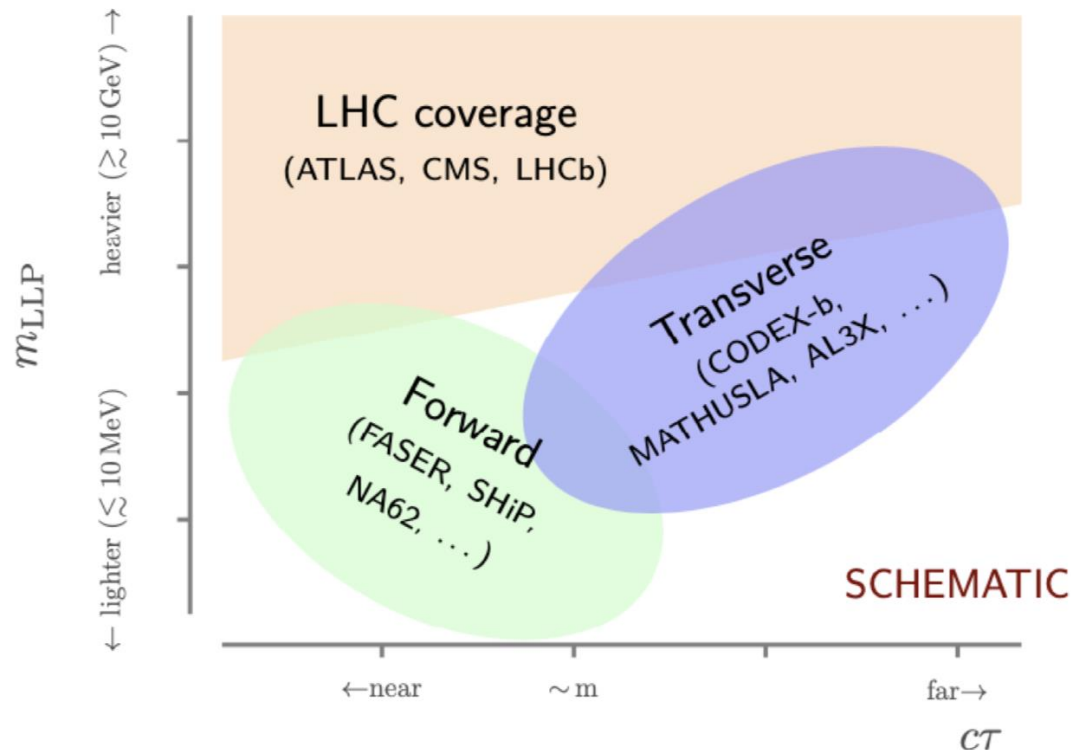 heavier (≳ 10 GeV) →
← lighter (≲ 10 MeV)
m_LLP
LHC coverage
(ATLAS, CMS, LHCb)
Transverse
(CODEX-b,
MATHUSLA, AL3X, ...)
Forward
(FASER, SHiP,
NA62, ...)
SCHEMATIC
←near
∼ m
far→
cτ